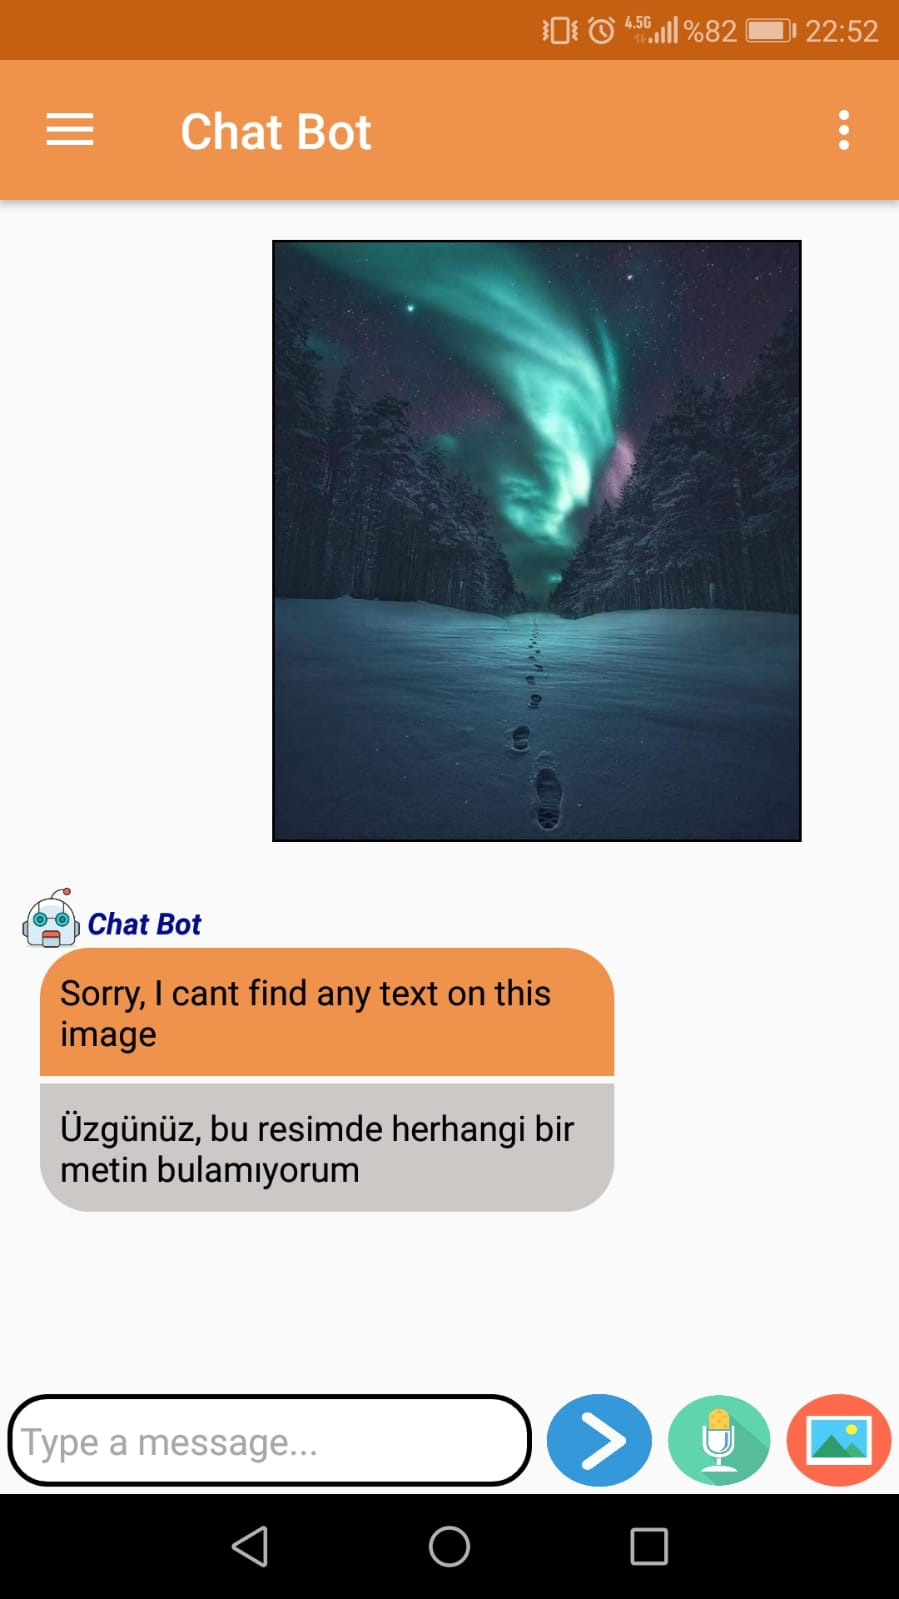 4.5G %82 22:52
Chat Bot
Chat Bot
Sorry, I cant find any text on this
image
Üzgünüz, bu resimde herhangi bir
metin bulamıyorum
Type a message...